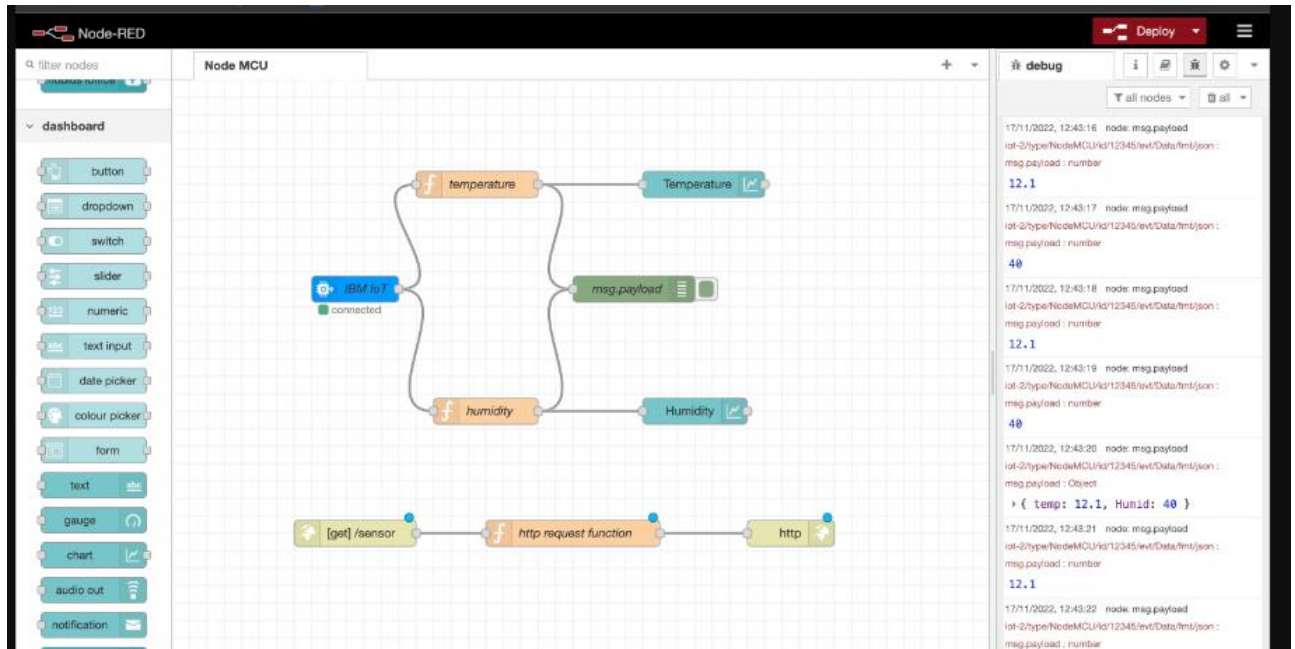 Node-RED
Deploy
filter nodes
dashboard
button
dropdown
switch
slider
numeric
text input
date picker
colour picker
form
text
gauge
chart
audio out
notification
Node MCU
temperature
Temperature
IBM IoT
connected
msg.payload
humidity
Humidity
[get] /sensor
http request function
http
debug
all nodes
all
17/11/2022, 12:43:16 node: msg.payload
iot-2/type/NodeMCU/id/12345/evt/Data/fmt/json :
msg.payload : number
12.1
17/11/2022, 12:43:17 node: msg.payload
iot-2/type/NodeMCU/id/12345/evt/Data/fmt/json :
msg.payload : number
40
17/11/2022, 12:43:18 node: msg.payload
iot-2/type/NodeMCU/id/12345/evt/Data/fmt/json :
msg.payload : number
12.1
17/11/2022, 12:43:19 node: msg.payload
iot-2/type/NodeMCU/id/12345/evt/Data/fmt/json :
msg.payload : number
40
17/11/2022, 12:43:20 node: msg.payload
iot-2/type/NodeMCU/id/12345/evt/Data/fmt/json :
msg.payload : Object
{ temp: 12.1, Humid: 40 }
17/11/2022, 12:43:21 node: msg.payload
iot-2/type/NodeMCU/id/12345/evt/Data/fmt/json :
msg.payload : number
12.1
17/11/2022, 12:43:22 node: msg.payload
iot-2/type/NodeMCU/id/12345/evt/Data/fmt/json :
msg.payload : number